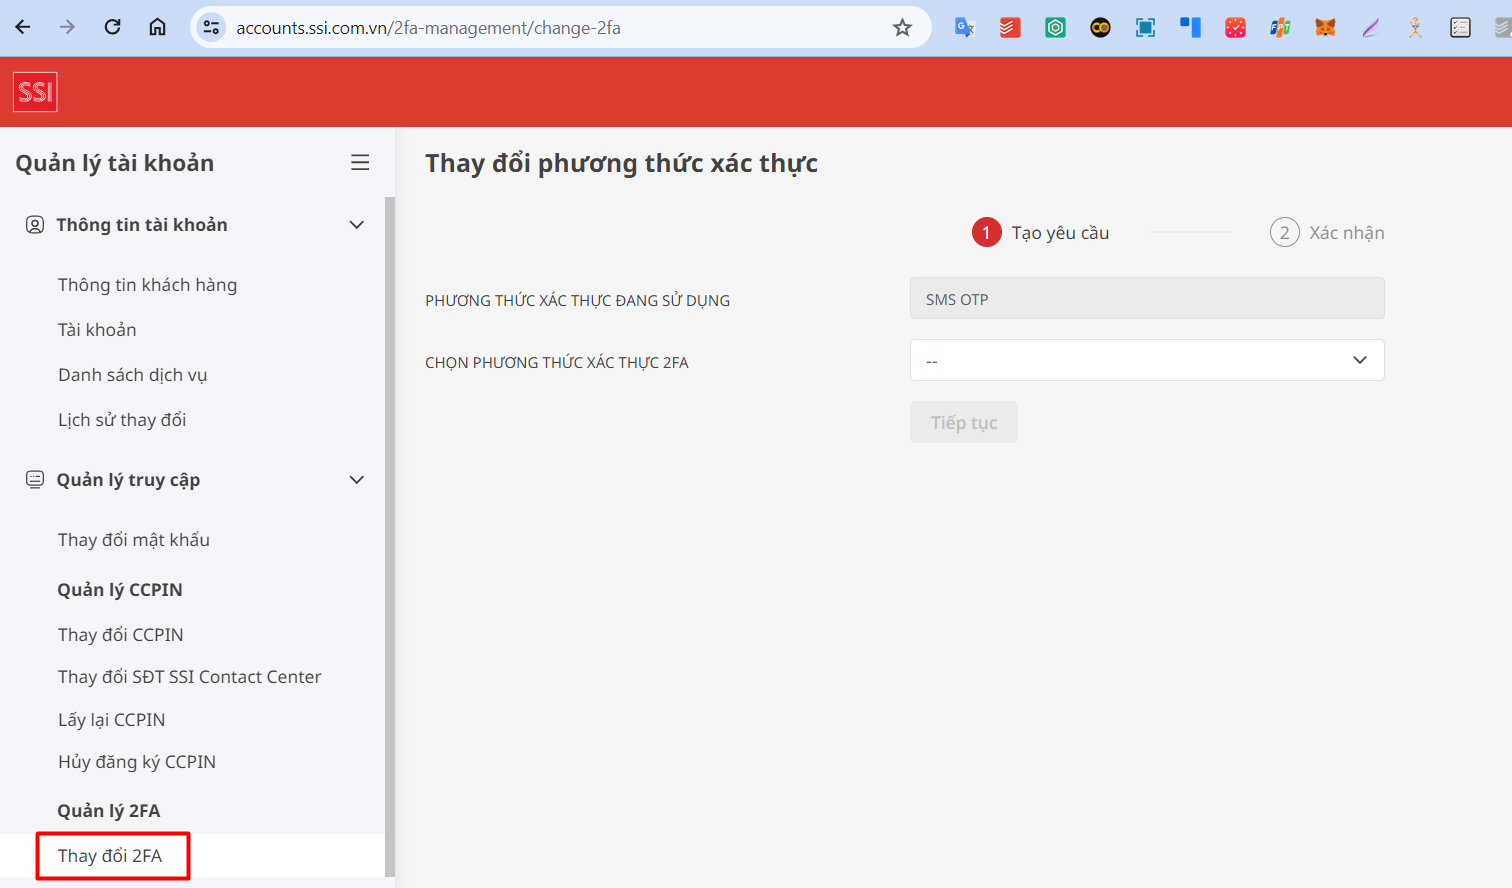 accounts.ssi.com.vn/2fa-management/change-2fa
SSI
Quản lý tài khoản
Thông tin tài khoản
Thông tin khách hàng
Tài khoản
Danh sách dịch vụ
Lịch sử thay đổi
Quản lý truy cập
Thay đổi mật khẩu
Quản lý CCPIN
Thay đổi CCPIN
Thay đổi SĐT SSI Contact Center
Lấy lại CCPIN
Hủy đăng ký CCPIN
Quản lý 2FA
Thay đổi 2FA
Thay đổi phương thức xác thực
1 Tạo yêu cầu
2 Xác nhận
PHƯƠNG THỨC XÁC THỰC ĐANG SỬ DỤNG
SMS OTP
CHỌN PHƯƠNG THỨC XÁC THỰC 2FA
--
Tiếp tục